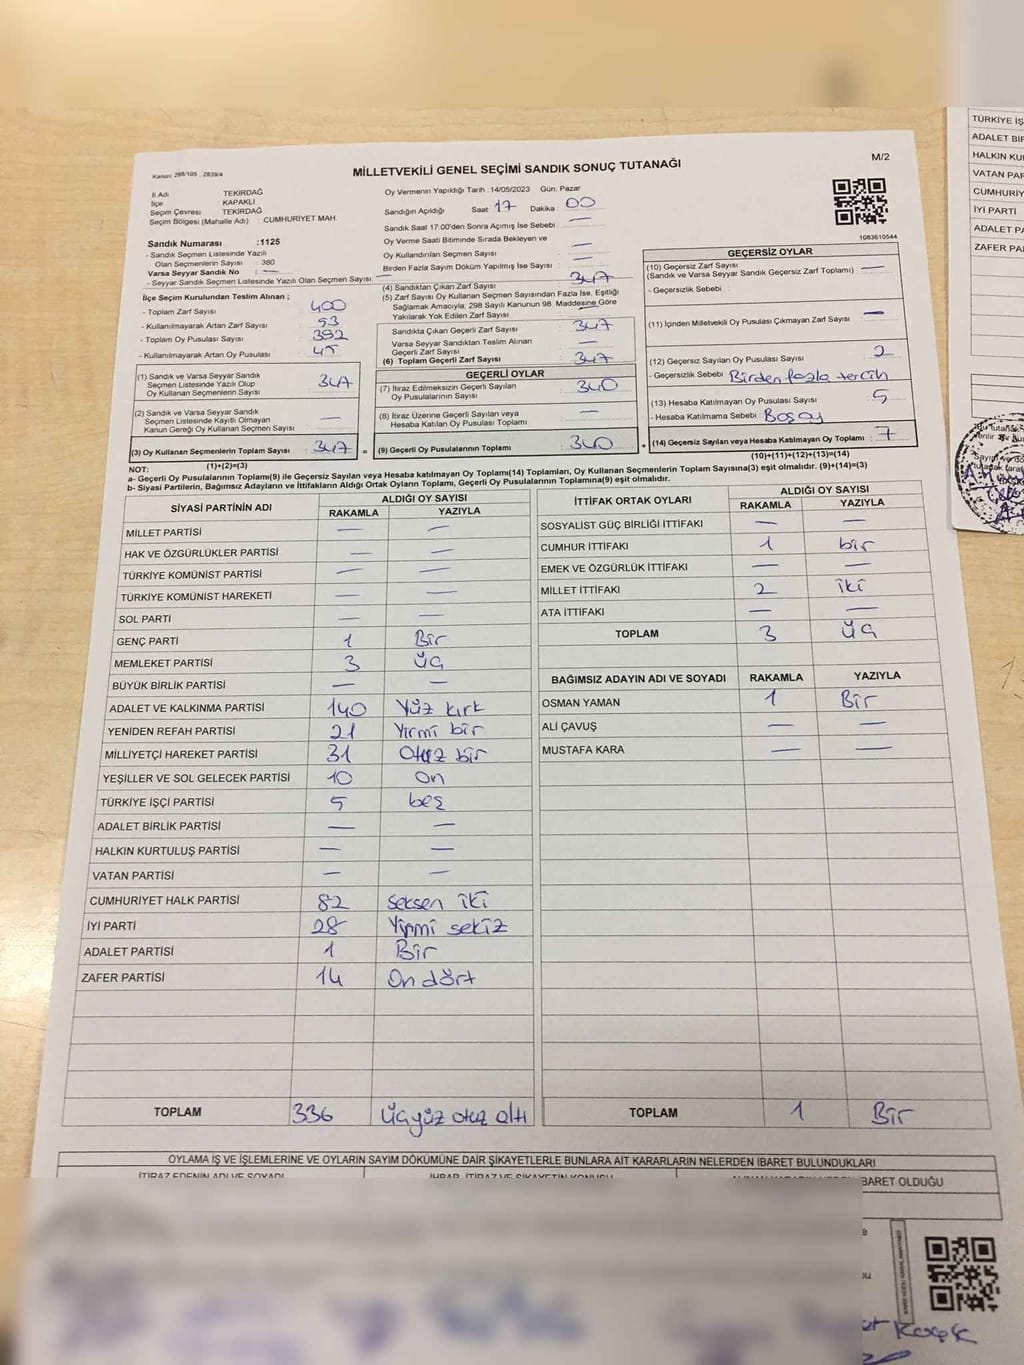 Kanun: 298/105 , 2839/4
MİLLETVEKİLİ GENEL SEÇİMİ SANDIK SONUÇ TUTANAĞI
M/2
İl Adı TEKİRDAĞ
İlçe KAPAKLI
Seçim Çevresi TEKİRDAĞ
Seçim Bölgesi (Mahalle Adı) CUMHURİYET MAH.
Sandık Numarası :1125
- Sandık Seçmen Listesinde Yazılı
Olan Seçmenlerin Sayısı : 380
Varsa Seyyar Sandık No : —
- Seyyar Sandık Seçmen Listesinde Yazılı Olan Seçmen Sayısı: —
Oy Vermenin Yapıldığı Tarih :14/05/2023 Gün: Pazar
Sandığın Açıldığı Saat 17 Dakika 00
Sandık Saat 17:00'den Sonra Açımış İse Sebebi —
Oy Verme Saati Bitiminde Sırada Bekleyen ve
Oy Kullandırılan Seçmen Sayısı —
Birden Fazla Sayım Döküm Yapılmış İse Sayısı —
1083610544
İlçe Seçim Kurulundan Teslim Alınan ;
- Toplam Zarf Sayısı : 400
- Kullanılmayarak Artan Zarf Sayısı : 53
- Toplam Oy Pusulası Sayısı : 392
- Kullanılmayarak Artan Oy Pusulası : 45
(1) Sandık ve Varsa Seyyar Sandık
Seçmen Listesinde Yazılı Olup
Oy Kullanan Seçmenlerin Sayısı : 347
(2) Sandık ve Varsa Seyyar Sandık
Seçmen Listesinde Kayıtlı Olmayan
Kanun Gereği Oy Kullanan Seçmen Sayısı : —
(3) Oy Kullanan Seçmenlerin Toplam Sayısı : 347
(1)+(2)=(3)
(4) Sandıktan Çıkan Zarf Sayısı : 347
(5) Zarf Sayısı Oy Kullanan Seçmen Sayısından Fazla İse, Eşitliği
Sağlamak Amacıyla, 298 Sayılı Kanunun 98. Maddesine Göre
Yakılarak Yok Edilen Zarf Sayısı : —
Sandıkta Çıkan Geçerli Zarf Sayısı : 347
Varsa Seyyar Sandıktan Teslim Alınan
Geçerli Zarf Sayısı : —
(6) Toplam Geçerli Zarf Sayısı : 347
GEÇERLİ OYLAR
(7) İtiraz Edilmeksizin Geçerli Sayılan
Oy Pusulalarının Sayısı : 340
(8) İtiraz Üzerine Geçerli Sayılan veya
Hesaba Katılan Oy Pusulası Toplamı : —
= (9) Geçerli Oy Pusulalarının Toplamı : 340
GEÇERSİZ OYLAR
(10) Geçersiz Zarf Sayısı
(Sandık ve Varsa Seyyar Sandık Geçersiz Zarf Toplamı) : —
- Geçersizlik Sebebi :
(11) İçinden Milletvekili Oy Pusulası Çıkmayan Zarf Sayısı : —
(12) Geçersiz Sayılan Oy Pusulası Sayısı : 2
- Geçersizlik Sebebi : Birden fazla tercih
(13) Hesaba Katılmayan Oy Pusulası Sayısı : 5
- Hesaba Katılmama Sebebi : Boş oy
+ (14) Geçersiz Sayılan veya Hesaba Katılmayan Oy Toplamı : 7
(10)+(11)+(12)+(13)=(14)
NOT:
a- Geçerli Oy Pusulalarının Toplamı(9) ile Geçersiz Sayılan veya Hesaba katılmayan Oy Toplamı(14) Toplamları, Oy Kullanan Seçmenlerin Toplam Sayısına(3) eşit olmalıdır. (9)+(14)=(3)
b- Siyasi Partilerin, Bağımsız Adayların ve İttifakların Aldığı Ortak Oyların Toplamı, Geçerli Oy Pusulalarının Toplamına(9) eşit olmalıdır.
SİYASİ PARTİNİN ADI ALDIĞI OY SAYISI
RAKAMLA YAZIYLA
MİLLET PARTİSİ — —
HAK VE ÖZGÜRLÜKLER PARTİSİ — —
TÜRKİYE KOMÜNİST PARTİSİ — —
TÜRKİYE KOMÜNİST HAREKETİ — —
SOL PARTİ — —
GENÇ PARTİ 1 Bir
MEMLEKET PARTİSİ 3 Üç
BÜYÜK BİRLİK PARTİSİ — —
ADALET VE KALKINMA PARTİSİ 140 Yüz kırk
YENİDEN REFAH PARTİSİ 21 Yirmi bir
MİLLİYETÇİ HAREKET PARTİSİ 31 Otuz bir
YEŞİLLER VE SOL GELECEK PARTİSİ 10 On
TÜRKİYE İŞÇİ PARTİSİ 5 beş
ADALET BİRLİK PARTİSİ — —
HALKIN KURTULUŞ PARTİSİ — —
VATAN PARTİSİ — —
CUMHURİYET HALK PARTİSİ 82 seksen iki
İYİ PARTİ 28 Yirmi sekiz
ADALET PARTİSİ 1 Bir
ZAFER PARTİSİ 14 On dört
TOPLAM 336 Üçyüz otuz altı
İTTİFAK ORTAK OYLARI ALDIĞI OY SAYISI
RAKAMLA YAZIYLA
SOSYALİST GÜÇ BİRLİĞİ İTTİFAKI — —
CUMHUR İTTİFAKI 1 bir
EMEK VE ÖZGÜRLÜK İTTİFAKI — —
MİLLET İTTİFAKI 2 iki
ATA İTTİFAKI — —
TOPLAM 3 üç
BAĞIMSIZ ADAYIN ADI VE SOYADI RAKAMLA YAZIYLA
OSMAN YAMAN 1 Bir
ALİ ÇAVUŞ — —
MUSTAFA KARA — —
TOPLAM 1 Bir
OYLAMA İŞ VE İŞLEMLERİNE VE OYLARIN SAYIM DÖKÜMÜNE DAİR ŞİKAYETLERLE BUNLARA AİT KARARLARIN NELERDEN İBARET BULUNDUKLARI
İTİRAZ EDENİN ADI VE SOYADI İHBAR, İTİRAZ VE ŞİKAYETİN KONUSU
BARET OLDUĞU
TÜRKİYE İŞ
ADALET BİR
HALKIN KU
VATAN PAR
CUMHURİY
İYİ PARTİ
ADALET PA
ZAFER PAR